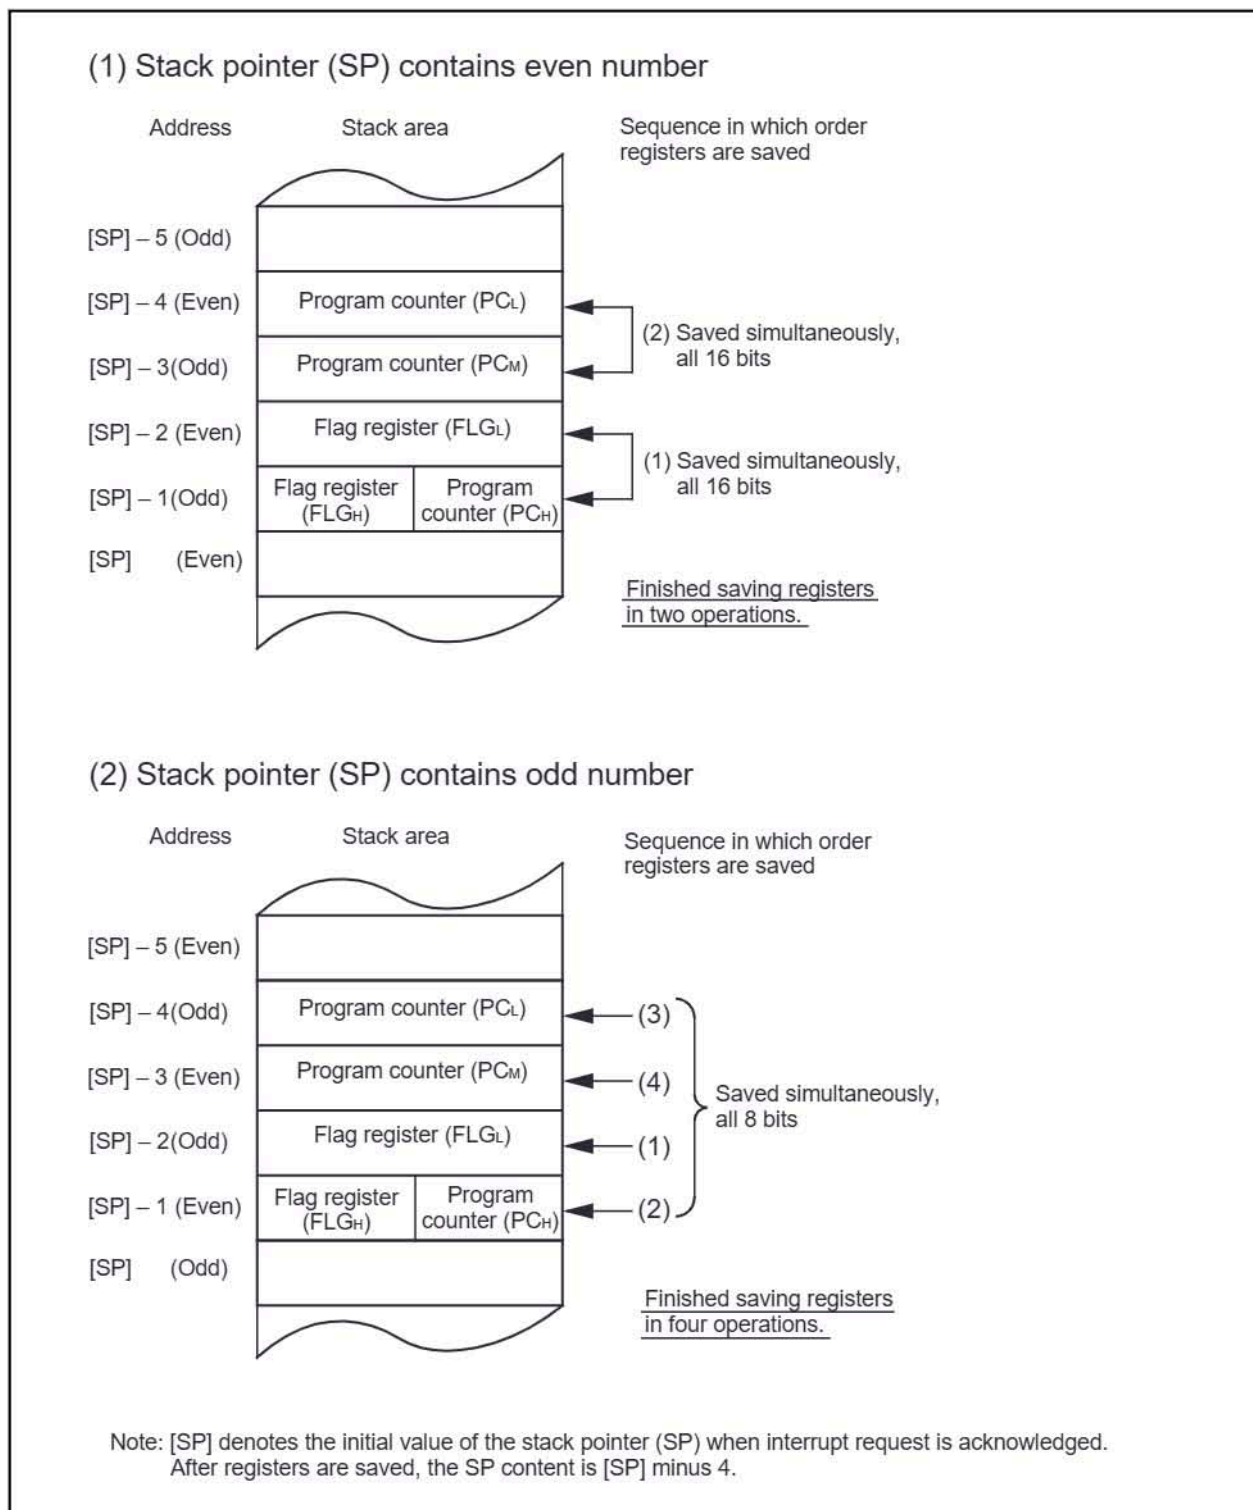 (1) Stack pointer (SP) contains even number
Address
Stack area
Sequence in which order
registers are saved
[SP] – 5 (Odd)
[SP] – 4 (Even)
Program counter (PCL)
[SP] – 3(Odd)
Program counter (PCM)
(2) Saved simultaneously,
all 16 bits
[SP] – 2 (Even)
Flag register (FLGL)
[SP] – 1(Odd)
Flag register
(FLGH)
Program
counter (PCH)
(1) Saved simultaneously,
all 16 bits
[SP] (Even)
Finished saving registers
in two operations.
(2) Stack pointer (SP) contains odd number
Address
Stack area
Sequence in which order
registers are saved
[SP] – 5 (Even)
[SP] – 4(Odd)
Program counter (PCL)
(3)
[SP] – 3 (Even)
Program counter (PCM)
(4)
Saved simultaneously,
all 8 bits
[SP] – 2(Odd)
Flag register (FLGL)
(1)
[SP] – 1 (Even)
Flag register
(FLGH)
Program
counter (PCH)
(2)
[SP] (Odd)
Finished saving registers
in four operations.
Note: [SP] denotes the initial value of the stack pointer (SP) when interrupt request is acknowledged.
After registers are saved, the SP content is [SP] minus 4.